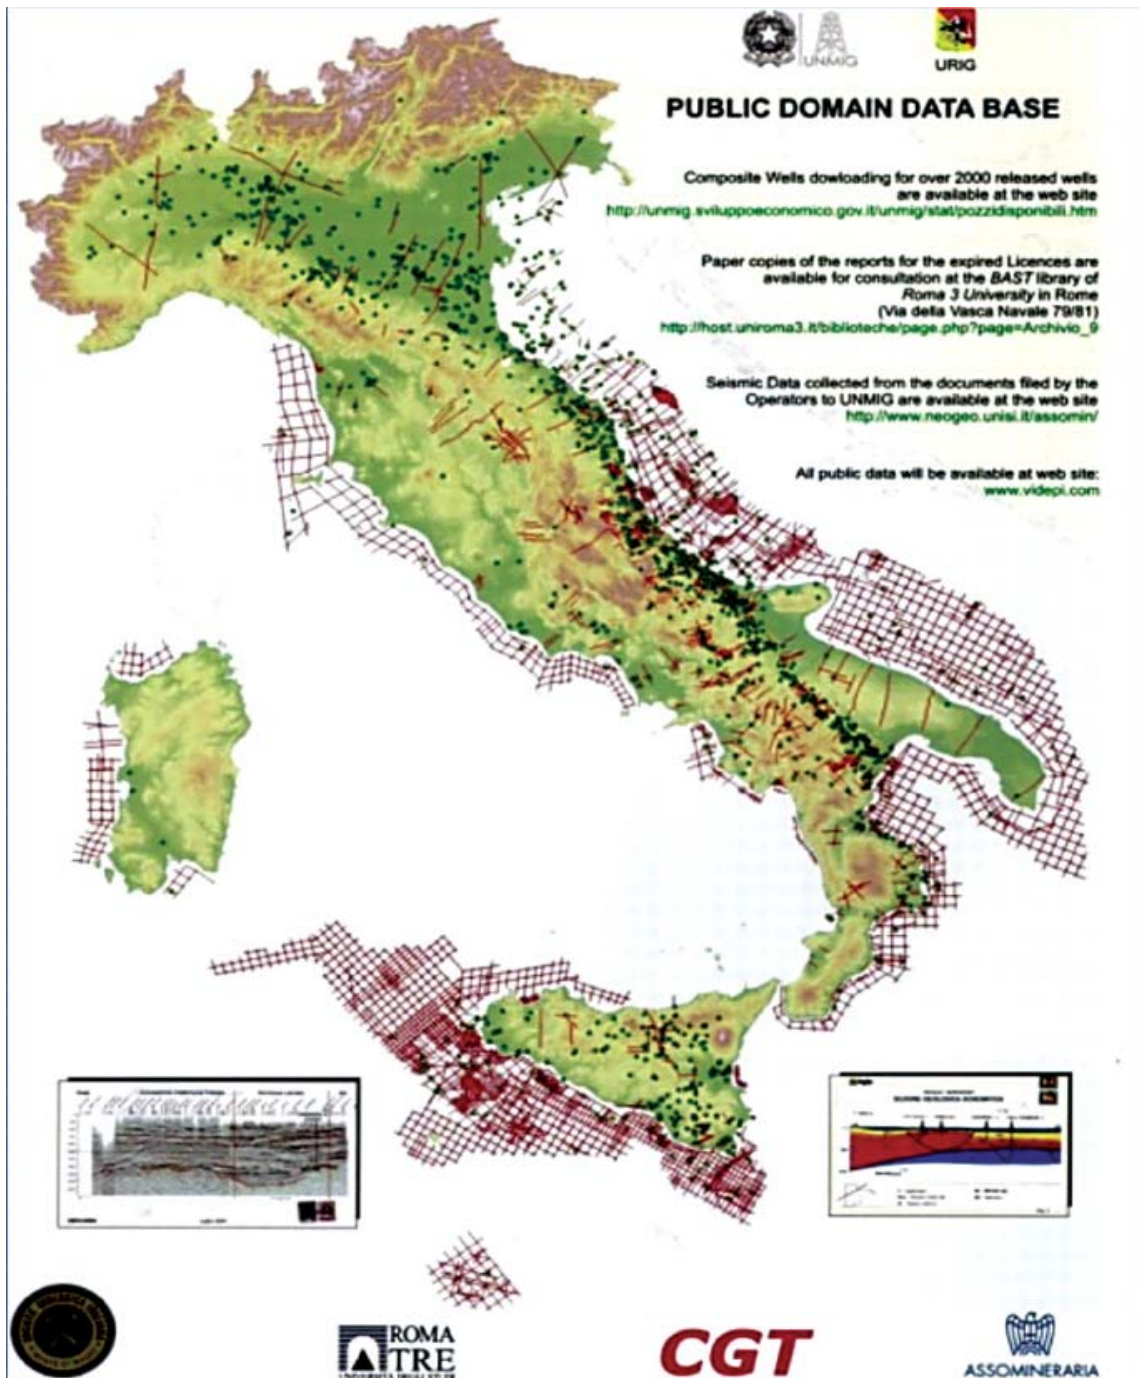 UNMIG
URIG
PUBLIC DOMAIN DATA BASE
Composite Wells dowloading for over 2000 released wells
are available at the web site
http://unmig.sviluppoeconomico.gov.it/unmig/stat/pozzidisponibili.htm
Paper copies of the reports for the expired Licences are
available for consultation at the BAST library of
Roma 3 University in Rome
(Via della Vasca Navale 79/81)
http://host.uniroma3.it/biblioteche/page.php?page=Archivio_9
Seismic Data collected from the documents filed by the
Operators to UNMIG are available at the web site
http://www.neogeo.unisi.it/assomin/
All public data will be available at web site:
www.videpi.com
ROMA
TRE
UNIVERSITÀ DEGLI STUDI
CGT
ASSOMINERARIA